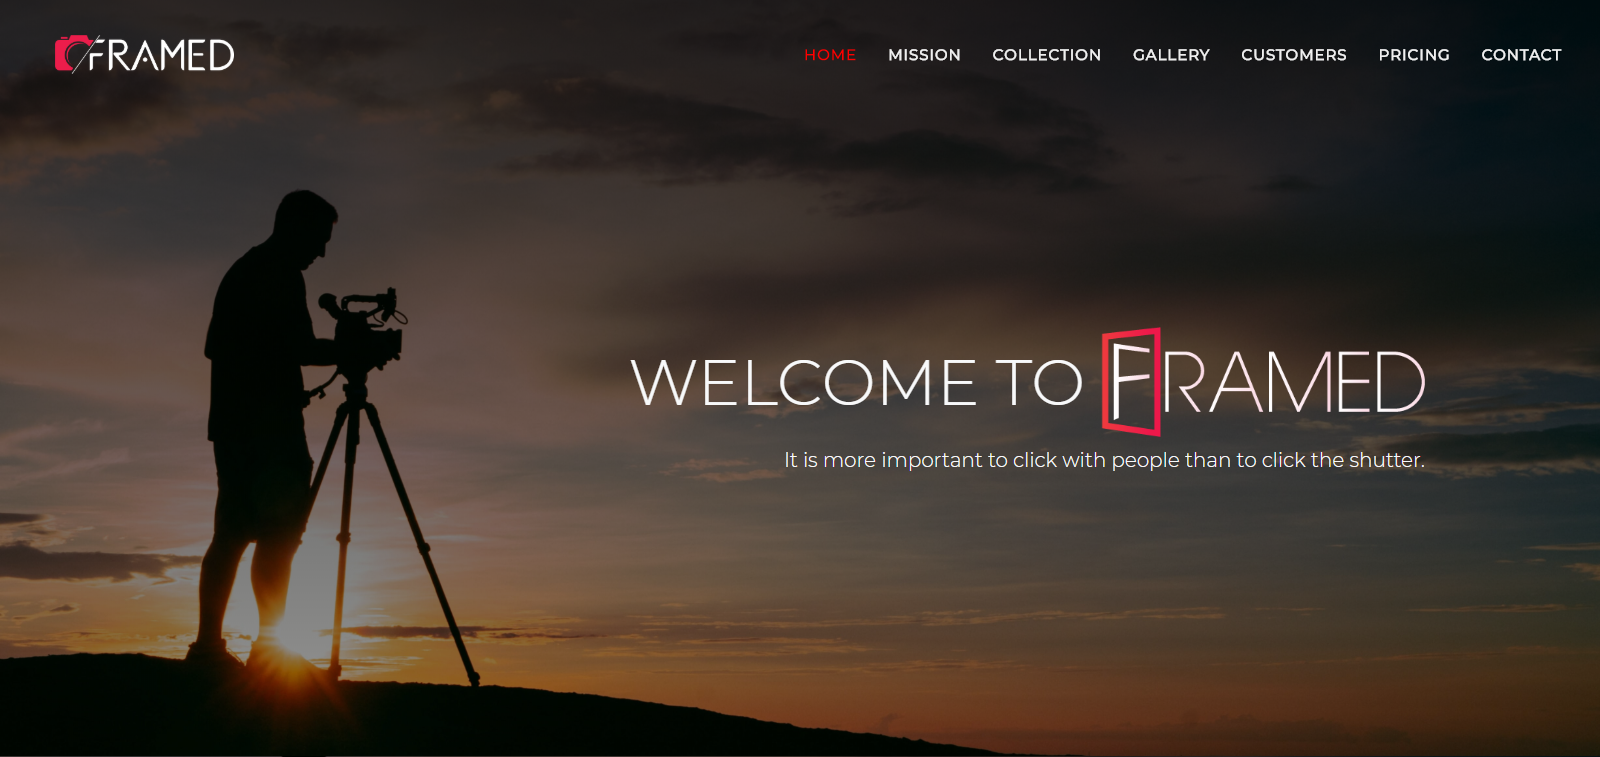 FRAMED
HOME MISSION COLLECTION GALLERY CUSTOMERS PRICING CONTACT
WELCOME TO FRAMED
It is more important to click with people than to click the shutter.